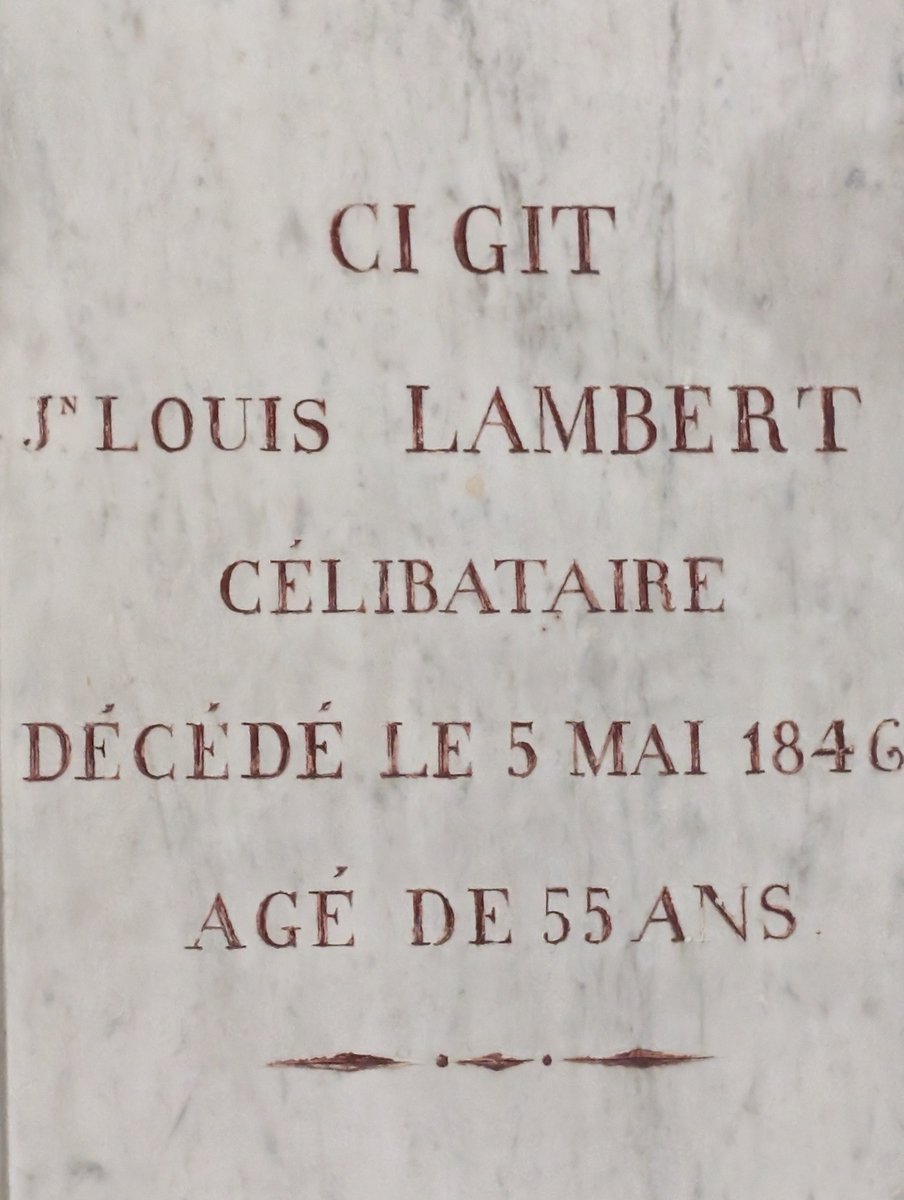 CI GIT
JN LOUIS LAMBERT
CÉLIBATAIRE
DÉCÉDÉ LE 5 MAI 1846
AGÉ DE 55 ANS